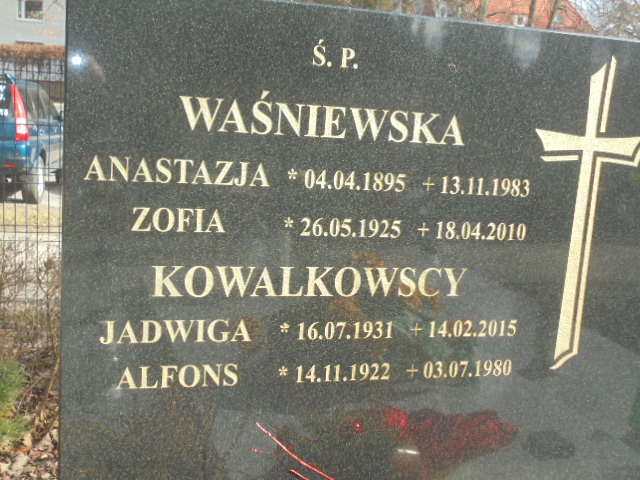 Ś. P.
WAŚNIEWSKA
ANASTAZJA * 04.04.1895 + 13.11.1983
ZOFIA * 26.05.1925 + 18.04.2010
KOWALKOWSCY
JADWIGA * 16.07.1931 + 14.02.2015
ALFONS * 14.11.1922 + 03.07.1980